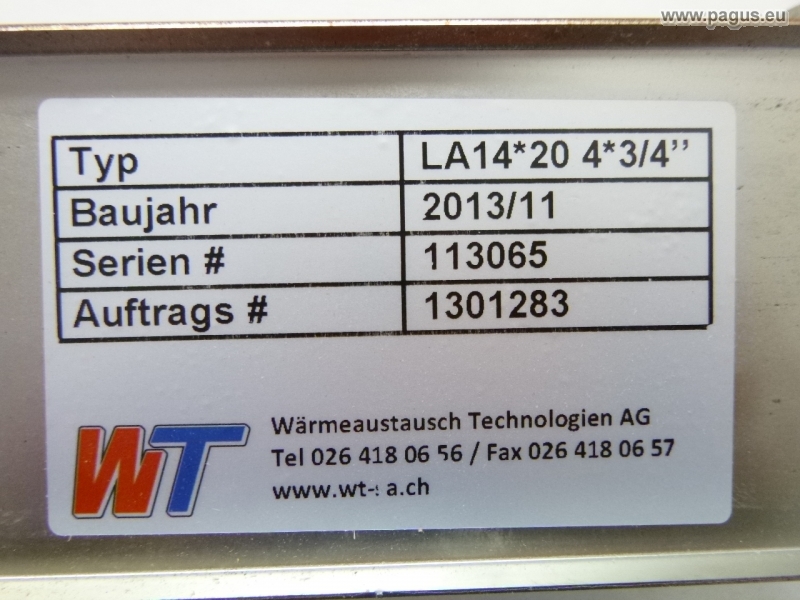 www.pagus.eu
Typ LA14*20 4*3/4’’
Baujahr 2013/11
Serien # 113065
Auftrags # 1301283
WT
Wärmeaustausch Technologien AG
Tel 026 418 06 56 / Fax 026 418 06 57